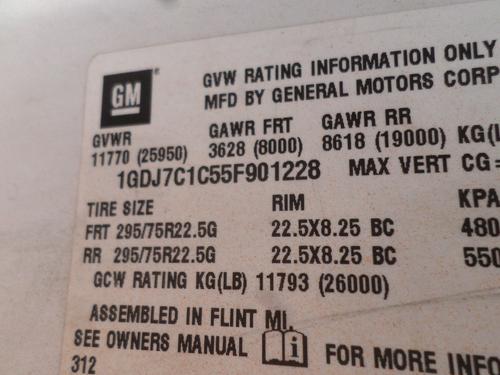 GM
GVW RATING INFORMATION ONLY
MFD BY GENERAL MOTORS CORP
GVWR GAWR FRT GAWR RR
11770 (25950) 3628 (8000) 8618 (19000) KG(L
1GDJ7C1C55F901228 MAX VERT CG=
TIRE SIZE RIM KPA
FRT 295/75R22.5G 22.5X8.25 BC 480
RR 295/75R22.5G 22.5X8.25 BC 550
GCW RATING KG(LB) 11793 (26000)
ASSEMBLED IN FLINT MI.
SEE OWNERS MANUAL i FOR MORE INFO
312